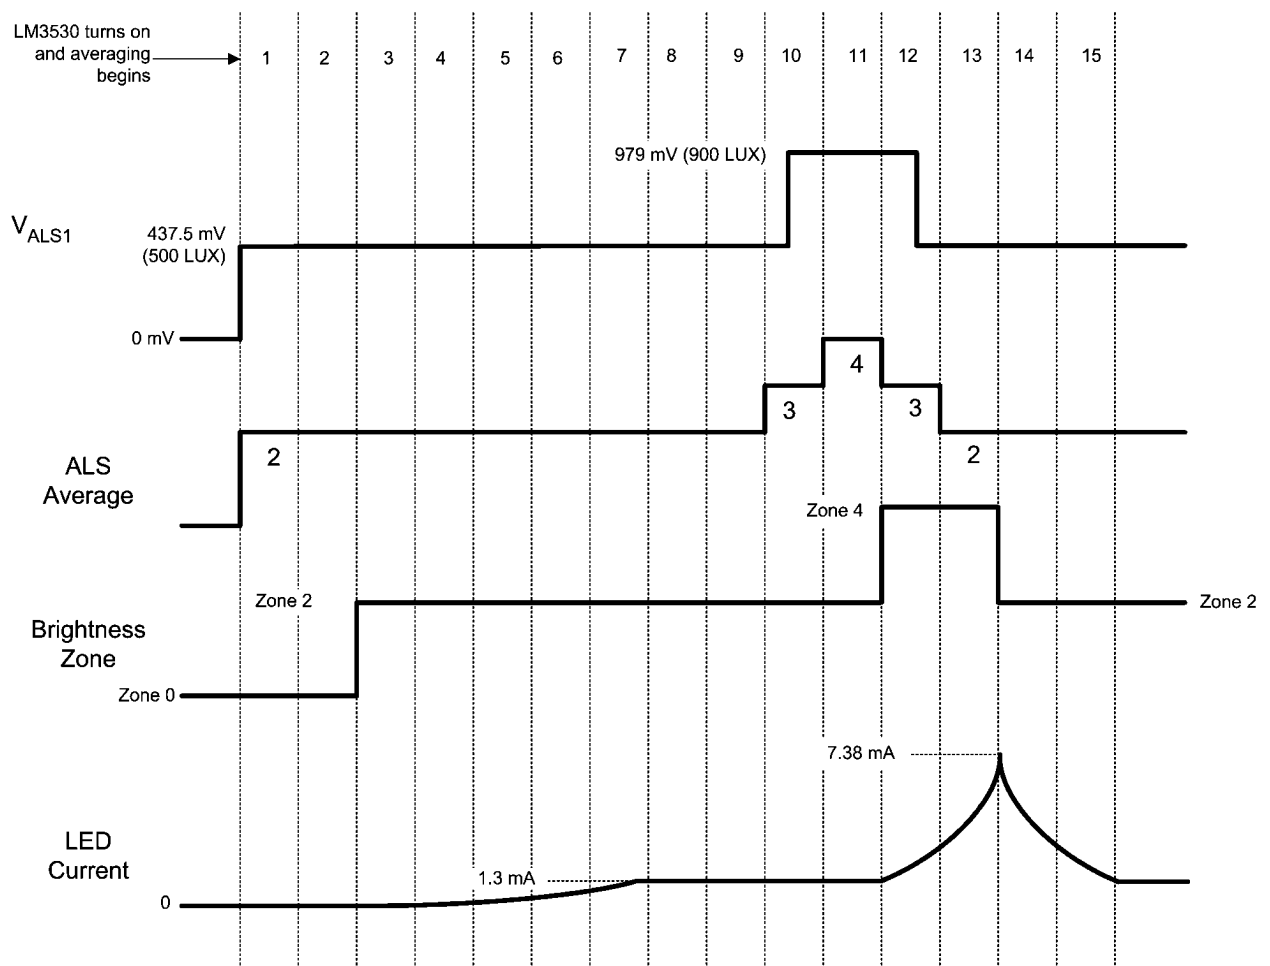 LM3530 turns on
and averaging
begins
1 2 3 4 5 6 7 8 9 10 11 12 13 14 15
979 mV (900 LUX)
VALS1
437.5 mV
(500 LUX)
0 mV
4
3 3
2 2
ALS
Average
Zone 4
Zone 2 Zone 2
Brightness
Zone
Zone 0
7.38 mA
LED
Current
1.3 mA
0